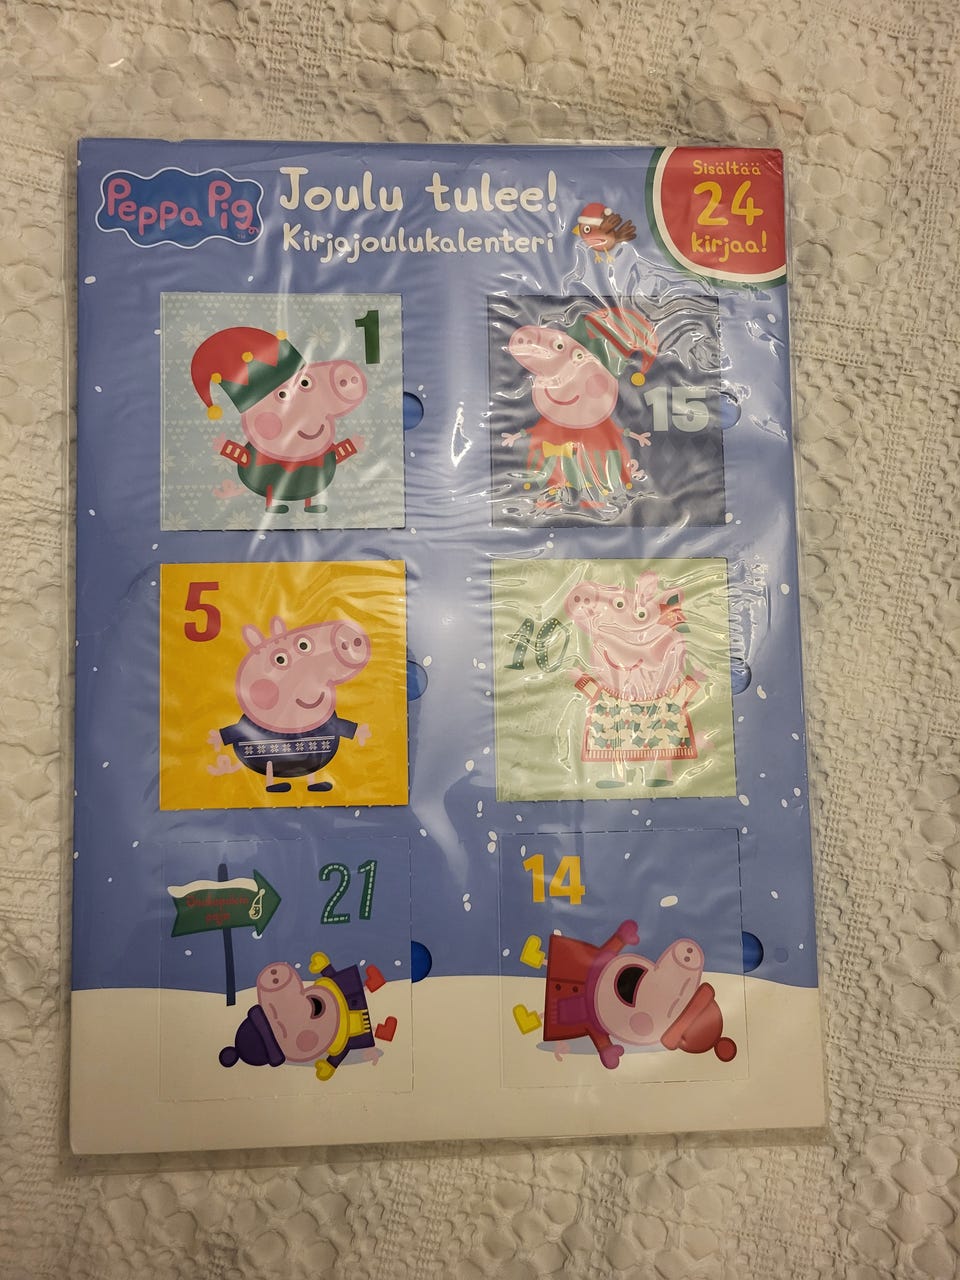 Peppa Pig
Joulu tulee!
Kirjajoulukalenteri
Sisältää
24
kirjaa!
1
15
5
10
21
14